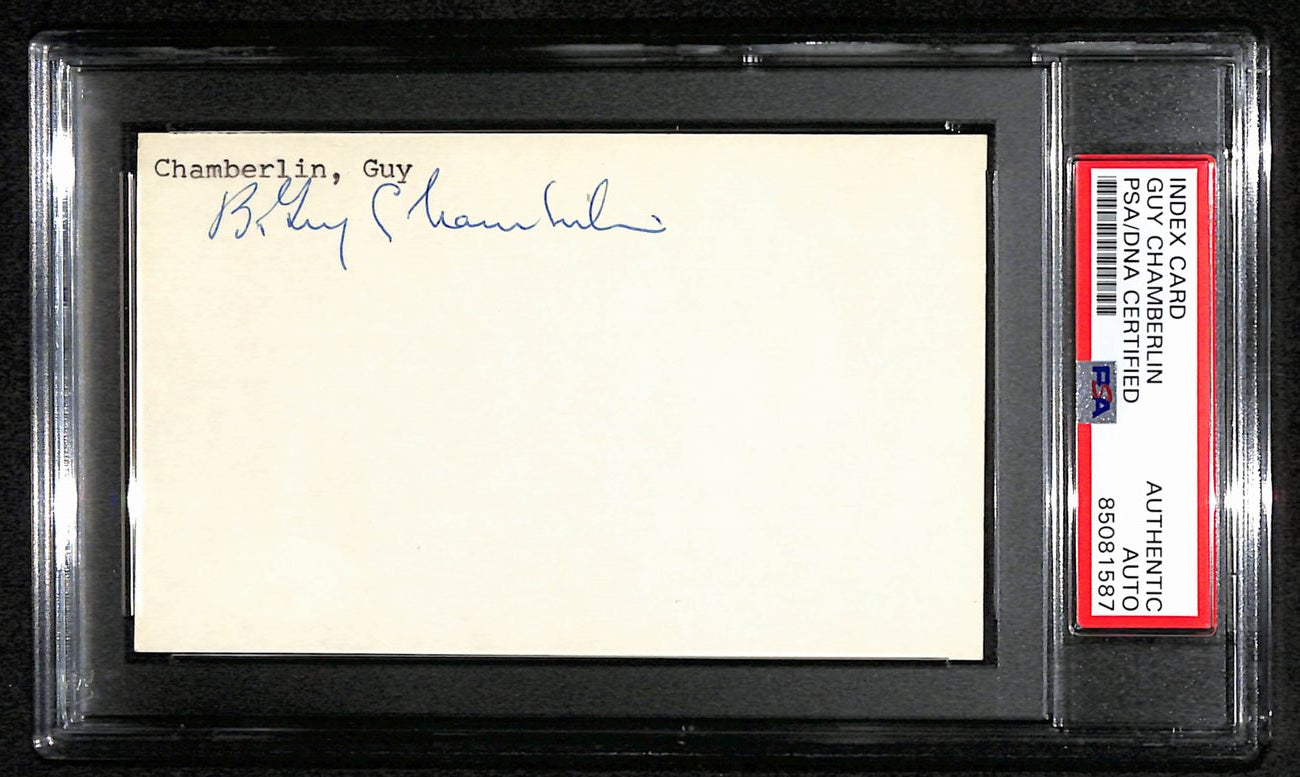 Chamberlin, Guy
B. Guy Chamberlin
INDEX CARD
GUY CHAMBERLIN
PSA/DNA CERTIFIED
PSA
AUTHENTIC
AUTO
85081587